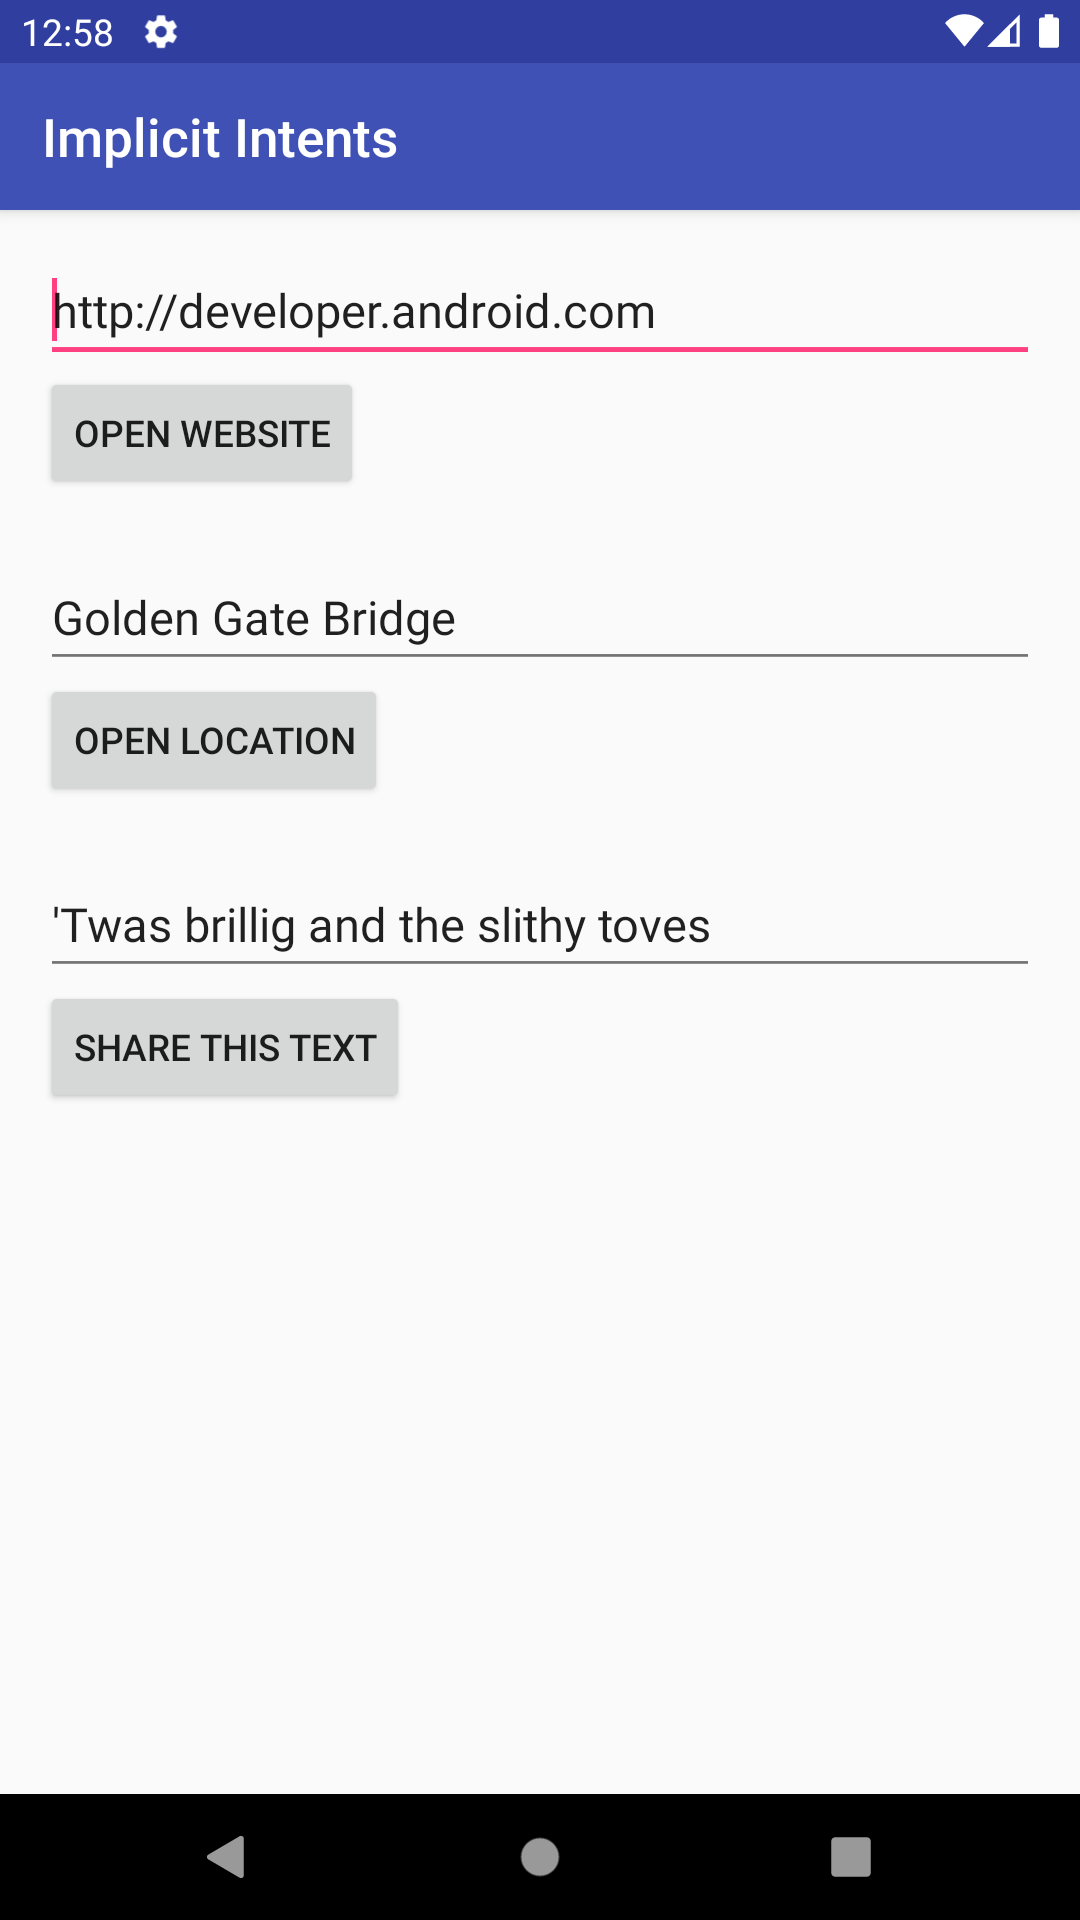 12:58
Implicit Intents
http://developer.android.com
OPEN WEBSITE
Golden Gate Bridge
OPEN LOCATION
'Twas brillig and the slithy toves
SHARE THIS TEXT